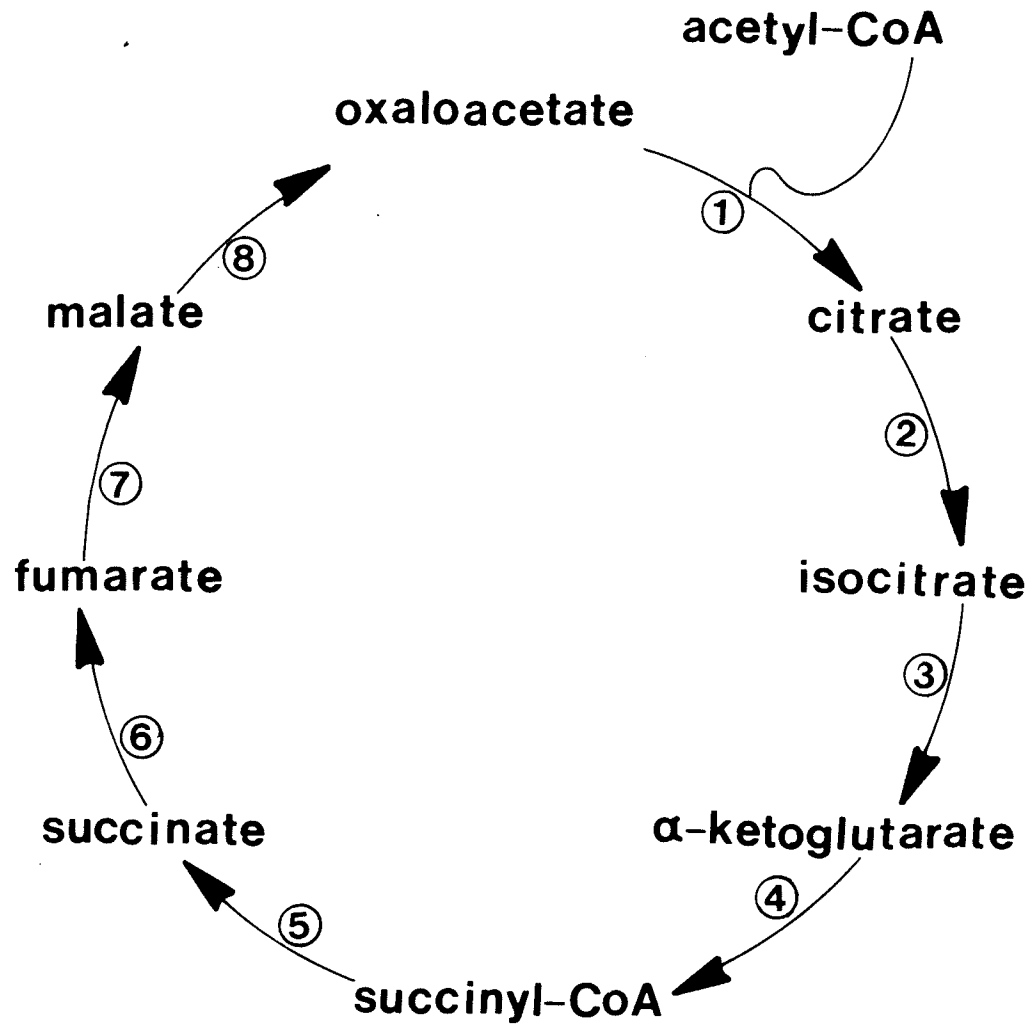 acetyl-CoA
oxaloacetate
①
⑧
malate
citrate
②
⑦
fumarate
isocitrate
③
⑥
succinate
α-ketoglutarate
④
⑤
succinyl-CoA